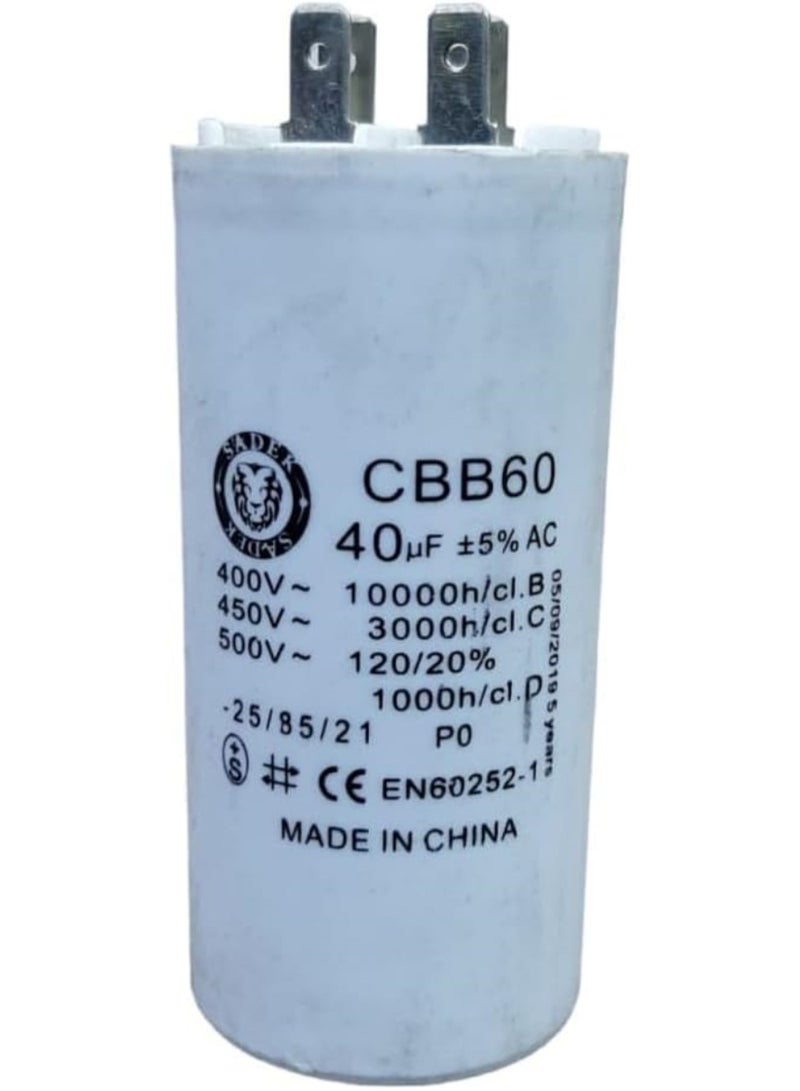 SADEK
SADEK
CBB60
40μF ±5% AC
400V~ 10000h/cl.B
450V~ 3000h/cl.C
500V~ 120/20%
1000h/cl.D
-25/85/21 P0
S
CE EN60252-1
MADE IN CHINA
05/09/2019 5 years